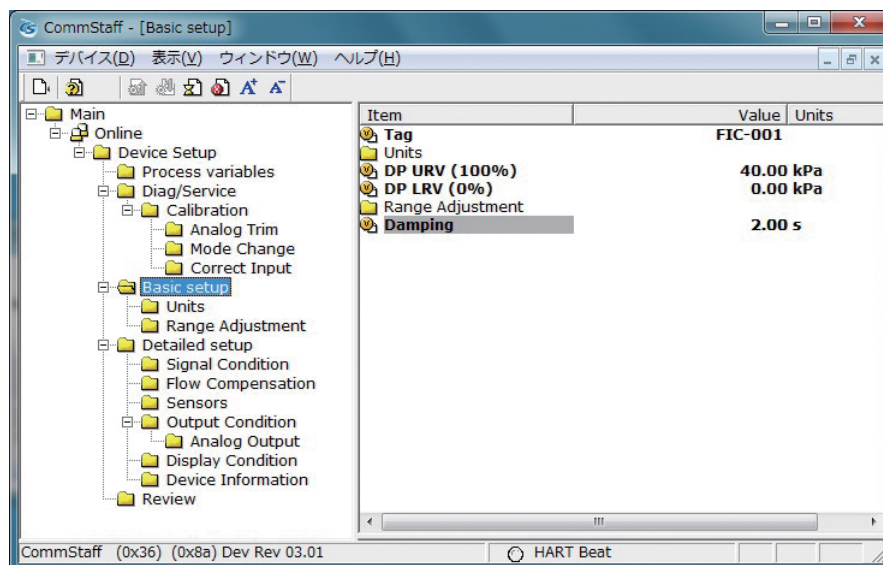 CommStaff - [Basic setup]
デバイス(D) 表示(V) ウィンドウ(W) ヘルプ(H)
Main
Online
Device Setup
Process variables
Diag/Service
Calibration
Analog Trim
Mode Change
Correct Input
Basic setup
Units
Range Adjustment
Detailed setup
Signal Condition
Flow Compensation
Sensors
Output Condition
Analog Output
Display Condition
Device Information
Review
Item Value Units
Tag FIC-001
Units
DP URV (100%) 40.00 kPa
DP LRV (0%) 0.00 kPa
Range Adjustment
Damping 2.00 s
CommStaff (0x36) (0x8a) Dev Rev 03.01 HART Beat